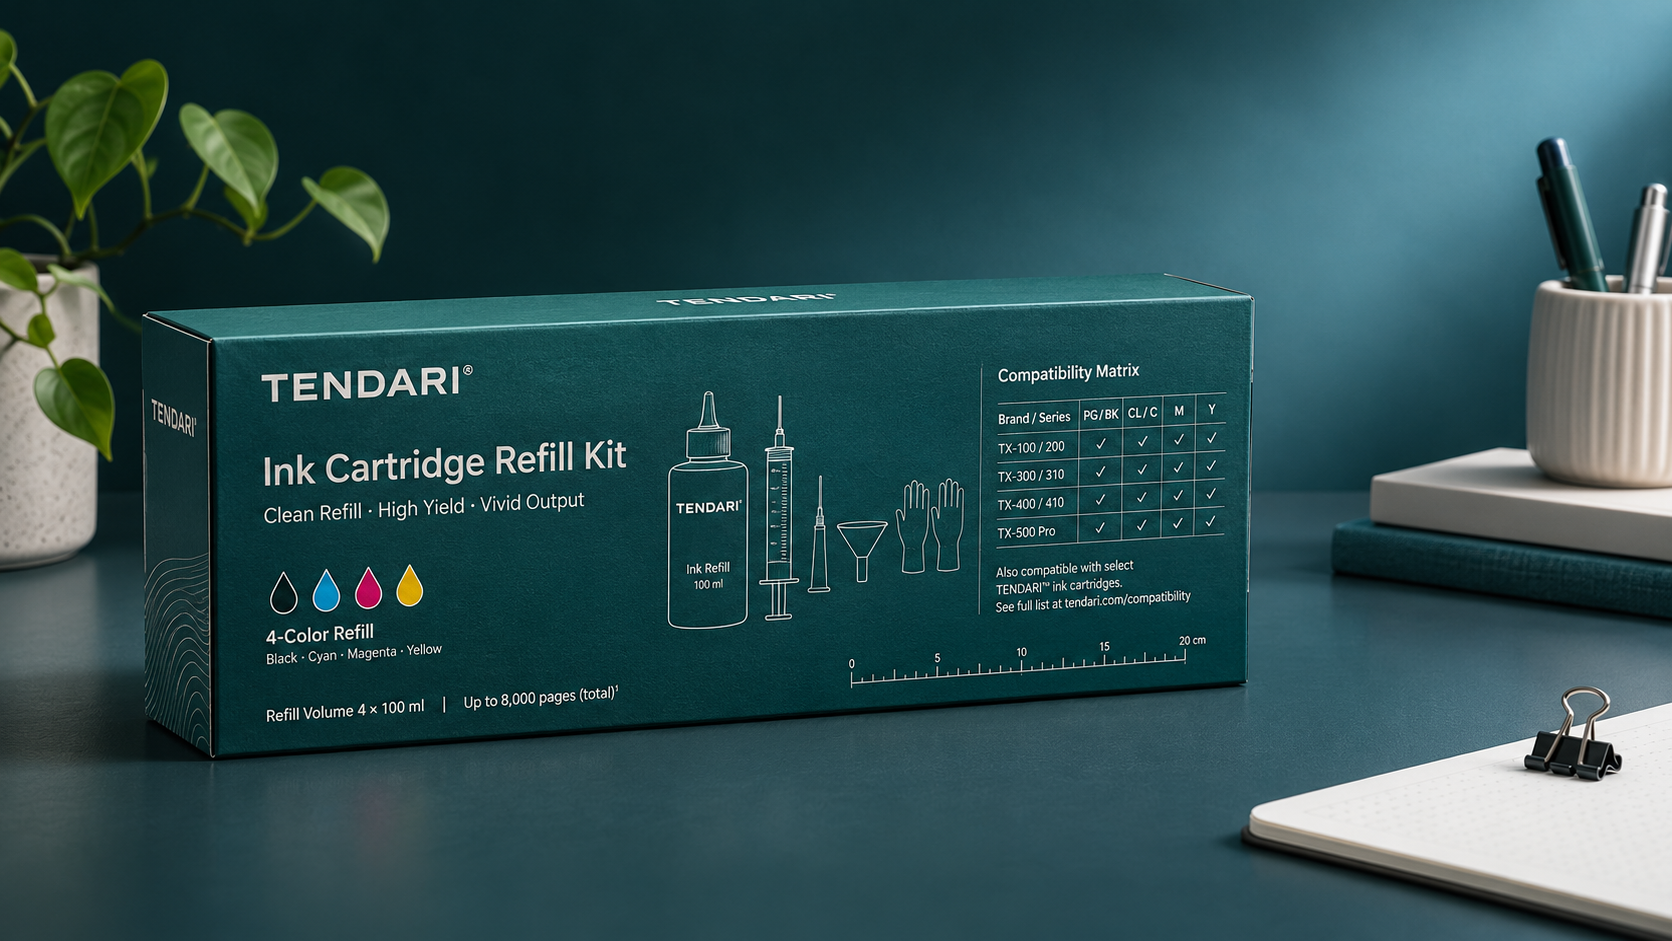 TENDARI®
TENDARI®
TENDARI®
Ink Cartridge Refill Kit
Clean Refill · High Yield · Vivid Output
4-Color Refill
Black · Cyan · Magenta · Yellow
Refill Volume 4 × 100 ml | Up to 8,000 pages (total)¹
TENDARI®
Ink Refill
100 ml
Compatibility Matrix
Brand / Series PG/BK CL/C M Y
TX-100 / 200 ✓ ✓ ✓ ✓
TX-300 / 310 ✓ ✓ ✓ ✓
TX-400 / 410 ✓ ✓ ✓ ✓
TX-500 Pro ✓ ✓ ✓ ✓
Also compatible with select
TENDARI™ ink cartridges.
See full list at tendari.com/compatibility
0 5 10 15 20 cm